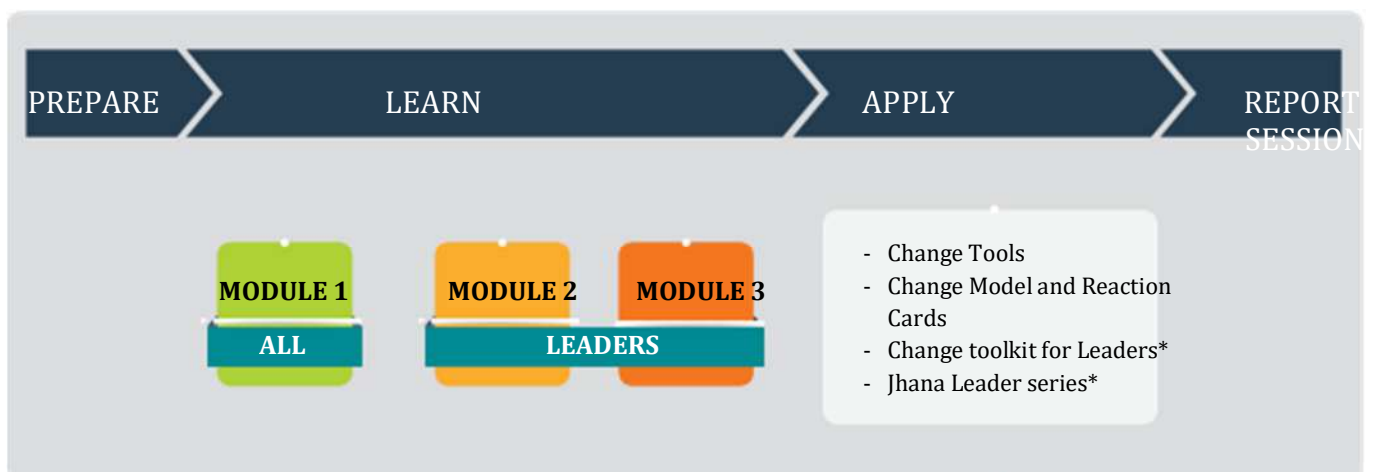 PREPARE LEARN APPLY REPORT
SESSION
MODULE 1 MODULE 2 MODULE 3
ALL LEADERS
- Change Tools
- Change Model and Reaction
Cards
- Change toolkit for Leaders*
- Jhana Leader series*